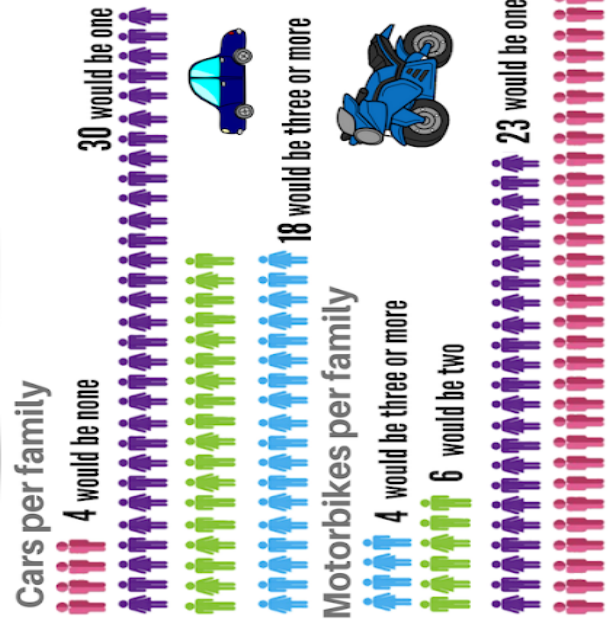 Cars per family
4 would be none
30 would be one
18 would be three or more
Motorbikes per family
4 would be three or more
6 would be two
23 would be one